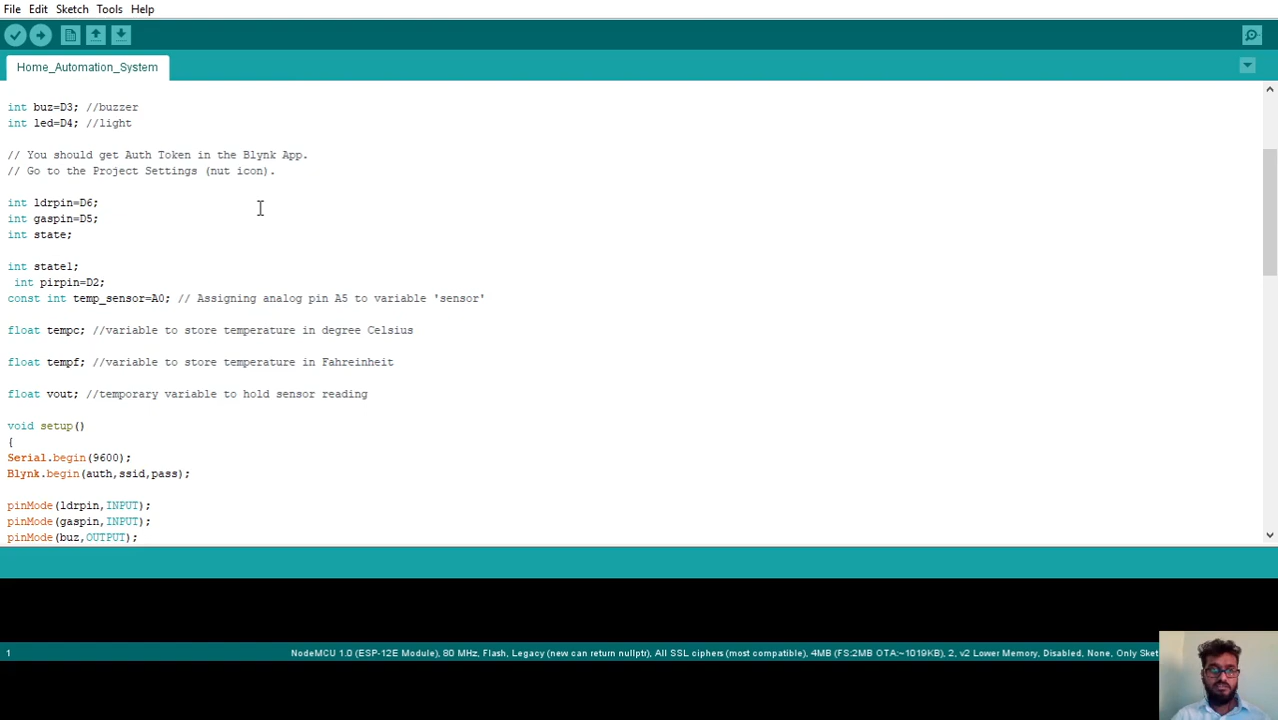 File Edit Sketch Tools Help
Home_Automation_System
int buz=D3; //buzzer
int led=D4; //light
// You should get Auth Token in the Blynk App.
// Go to the Project Settings (nut icon).
int ldrpin=D6;
int gaspin=D5;
int state;
int state1;
int pirpin=D2;
const int temp_sensor=A0; // Assigning analog pin A5 to variable 'sensor'
float tempc; //variable to store temperature in degree Celsius
float tempf; //variable to store temperature in Fahreinheit
float vout; //temporary variable to hold sensor reading
void setup()
{
Serial.begin(9600);
Blynk.begin(auth,ssid,pass);
pinMode(ldrpin,INPUT);
pinMode(gaspin,INPUT);
pinMode(buz,OUTPUT);
1 NodeMCU 1.0 (ESP-12E Module), 80 MHz, Flash, Legacy (new can return nullptr), All SSL ciphers (most compatible), 4MB (FS:2MB OTA:~1019KB), 2, v2 Lower Memory, Disabled, None, Only Sket